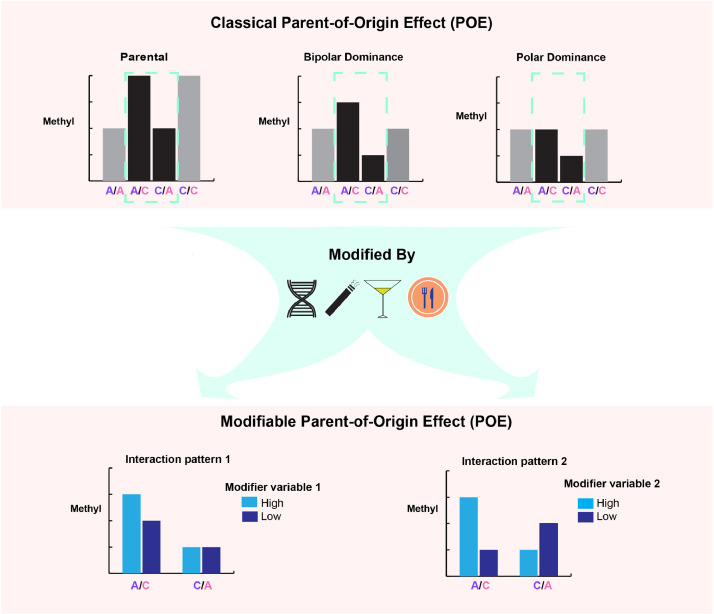 Classical Parent-of-Origin Effect (POE)
Parental
Bipolar Dominance
Polar Dominance
Methyl
A/A A/C C/A C/C
Methyl
A/A A/C C/A C/C
Methyl
A/A A/C C/A C/C
Modified By
Modifiable Parent-of-Origin Effect (POE)
Interaction pattern 1
Modifier variable 1
High
Low
Methyl
A/C C/A
Interaction pattern 2
Modifier variable 2
High
Low
Methyl
A/C C/A